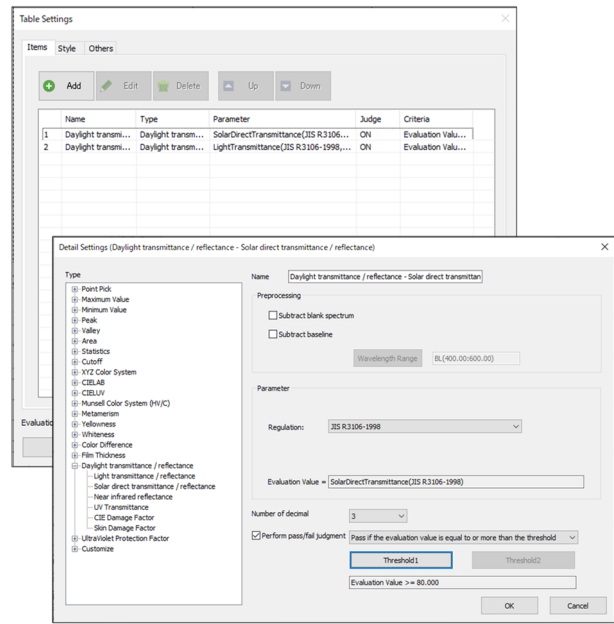 Table Settings
Items Style Others
Add Edit Delete Up Down
Name Type Parameter Judge Criteria
1 Daylight transmi... Daylight transm... SolarDirectTransmittance(JIS R3106... ON Evaluation Valu...
2 Daylight transmi... Daylight transm... LightTransmittance(JIS R3106-1998,... ON Evaluation Valu...
Evaluatio
Detail Settings (Daylight transmittance / reflectance - Solar direct transmittance / reflectance)
Type
Point Pick
Maximum Value
Minimum Value
Peak
Valley
Area
Statistics
Cutoff
XYZ Color System
CIELAB
CIELUV
Munsell Color System (HV/C)
Metamerism
Yellowness
Whiteness
Color Difference
Film Thickness
Daylight transmittance / reflectance
Light transmittance / reflectance
Solar direct transmittance / reflectance
Near infrared reflectance
UV Transmittance
CIE Damage Factor
Skin Damage Factor
UltraViolet Protection Factor
Customize
Name Daylight transmittance / reflectance - Solar direct transmittan
Preprocessing
Subtract blank spectrum
Subtract baseline
Wavelength Range BL(400.00:600.00)
Parameter
Regulation: JIS R3106-1998
Evaluation Value = SolarDirectTransmittance(JIS R3106-1998)
Number of decimal 3
Perform pass/fail judgment Pass if the evaluation value is equal to or more than the threshold
Threshold1 Threshold2
Evaluation Value >= 80.000
OK Cancel